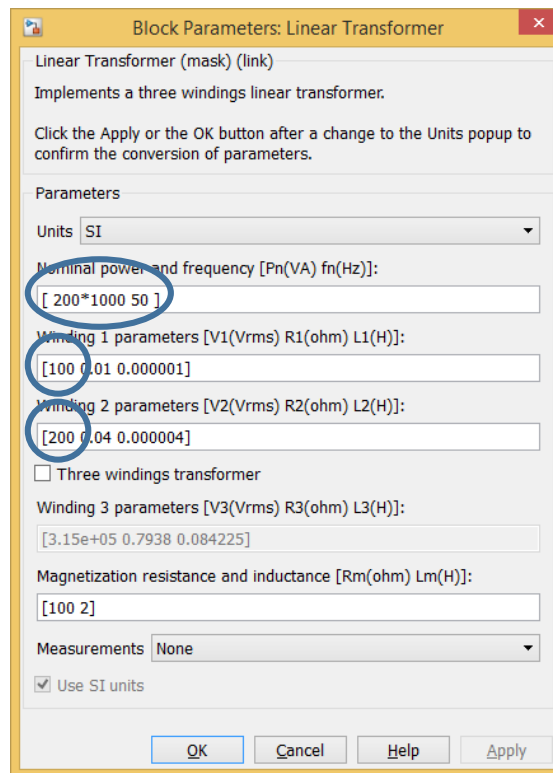 Block Parameters: Linear Transformer
Linear Transformer (mask) (link)
Implements a three windings linear transformer.
Click the Apply or the OK button after a change to the Units popup to
confirm the conversion of parameters.
Parameters
Units SI
Nominal power and frequency [Pn(VA) fn(Hz)]:
[ 200*1000 50 ]
Winding 1 parameters [V1(Vrms) R1(ohm) L1(H)]:
[100 0.01 0.000001]
Winding 2 parameters [V2(Vrms) R2(ohm) L2(H)]:
[200 0.04 0.000004]
Three windings transformer
Winding 3 parameters [V3(Vrms) R3(ohm) L3(H)]:
[3.15e+05 0.7938 0.084225]
Magnetization resistance and inductance [Rm(ohm) Lm(H)]:
[100 2]
Measurements None
Use SI units
OK Cancel Help Apply